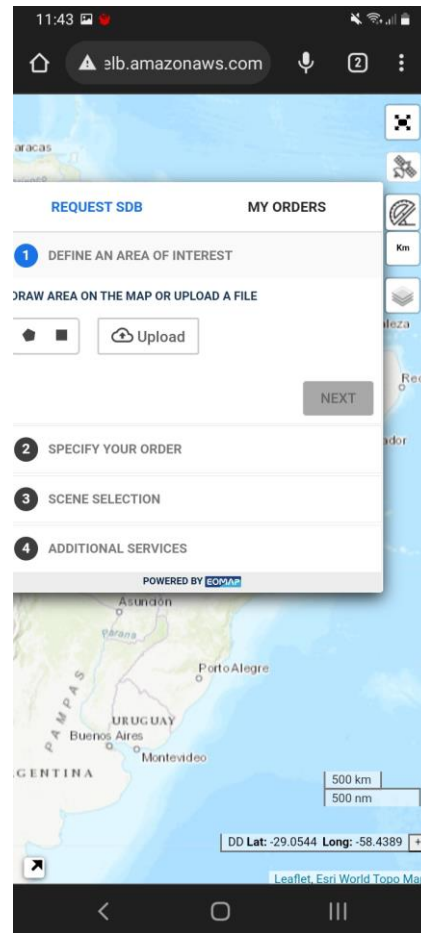 11:43
elb.amazonaws.com
2
aracas
REQUEST SDB MY ORDERS
1 DEFINE AN AREA OF INTEREST
Km
DRAW AREA ON THE MAP OR UPLOAD A FILE
Upload
leza
Rec
NEXT
2 SPECIFY YOUR ORDER
ador
3 SCENE SELECTION
4 ADDITIONAL SERVICES
POWERED BY EOMAP
Asunción
Parana
Porto Alegre
PAMPAS
URUGUAY
Buenos Aires
Montevideo
GENTINA
500 km
500 nm
DD Lat: -29.0544 Long: -58.4389 +
Leaflet, Esri World Topo Ma